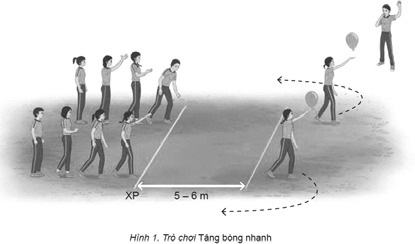 XP
5 – 6 m
Hình 1. Trò chơi Tâng bóng nhanh